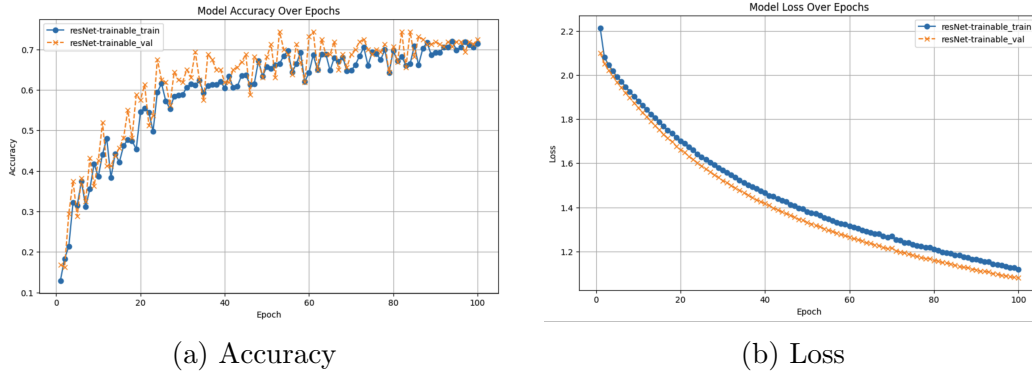 Model Accuracy Over Epochs
resNet-trainable_train
resNet-trainable_val
Accuracy
0.7
0.6
0.5
0.4
0.3
0.2
0.1
0 20 40 60 80 100
Epoch
(a) Accuracy
Model Loss Over Epochs
resNet-trainable_train
resNet-trainable_val
Loss
2.2
2.0
1.8
1.6
1.4
1.2
0 20 40 60 80 100
Epoch
(b) Loss